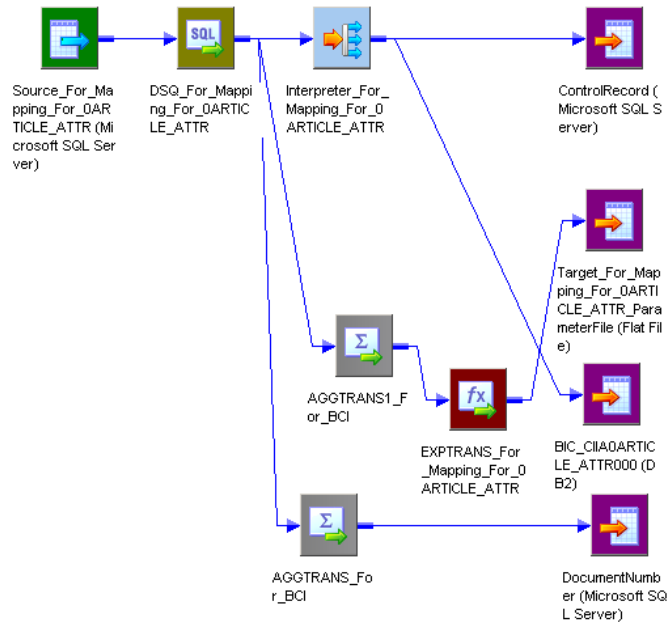 SQL
Source_For_Ma
pping_For_0AR
TICLE_ATTR (Mi
crosoft SQL Ser
ver)
DSQ_For_Mappi
ng_For_0ARTIC
LE_ATTR
Interpreter_For_
Mapping_For_0
ARTICLE_ATTR
ControlRecord (
Microsoft SQL S
erver)
Target_For_Map
ping_For_0ARTI
CLE_ATTR_Para
meterFile (Flat Fil
e)
Σ
AGGTRANS1_F
or_BCI
fx
EXPTRANS_For
_Mapping_For_0
ARTICLE_ATTR
BIC_CIIA0ARTIC
LE_ATTR000 (D
B2)
Σ
AGGTRANS_Fo
r_BCI
DocumentNumb
er (Microsoft SQ
L Server)